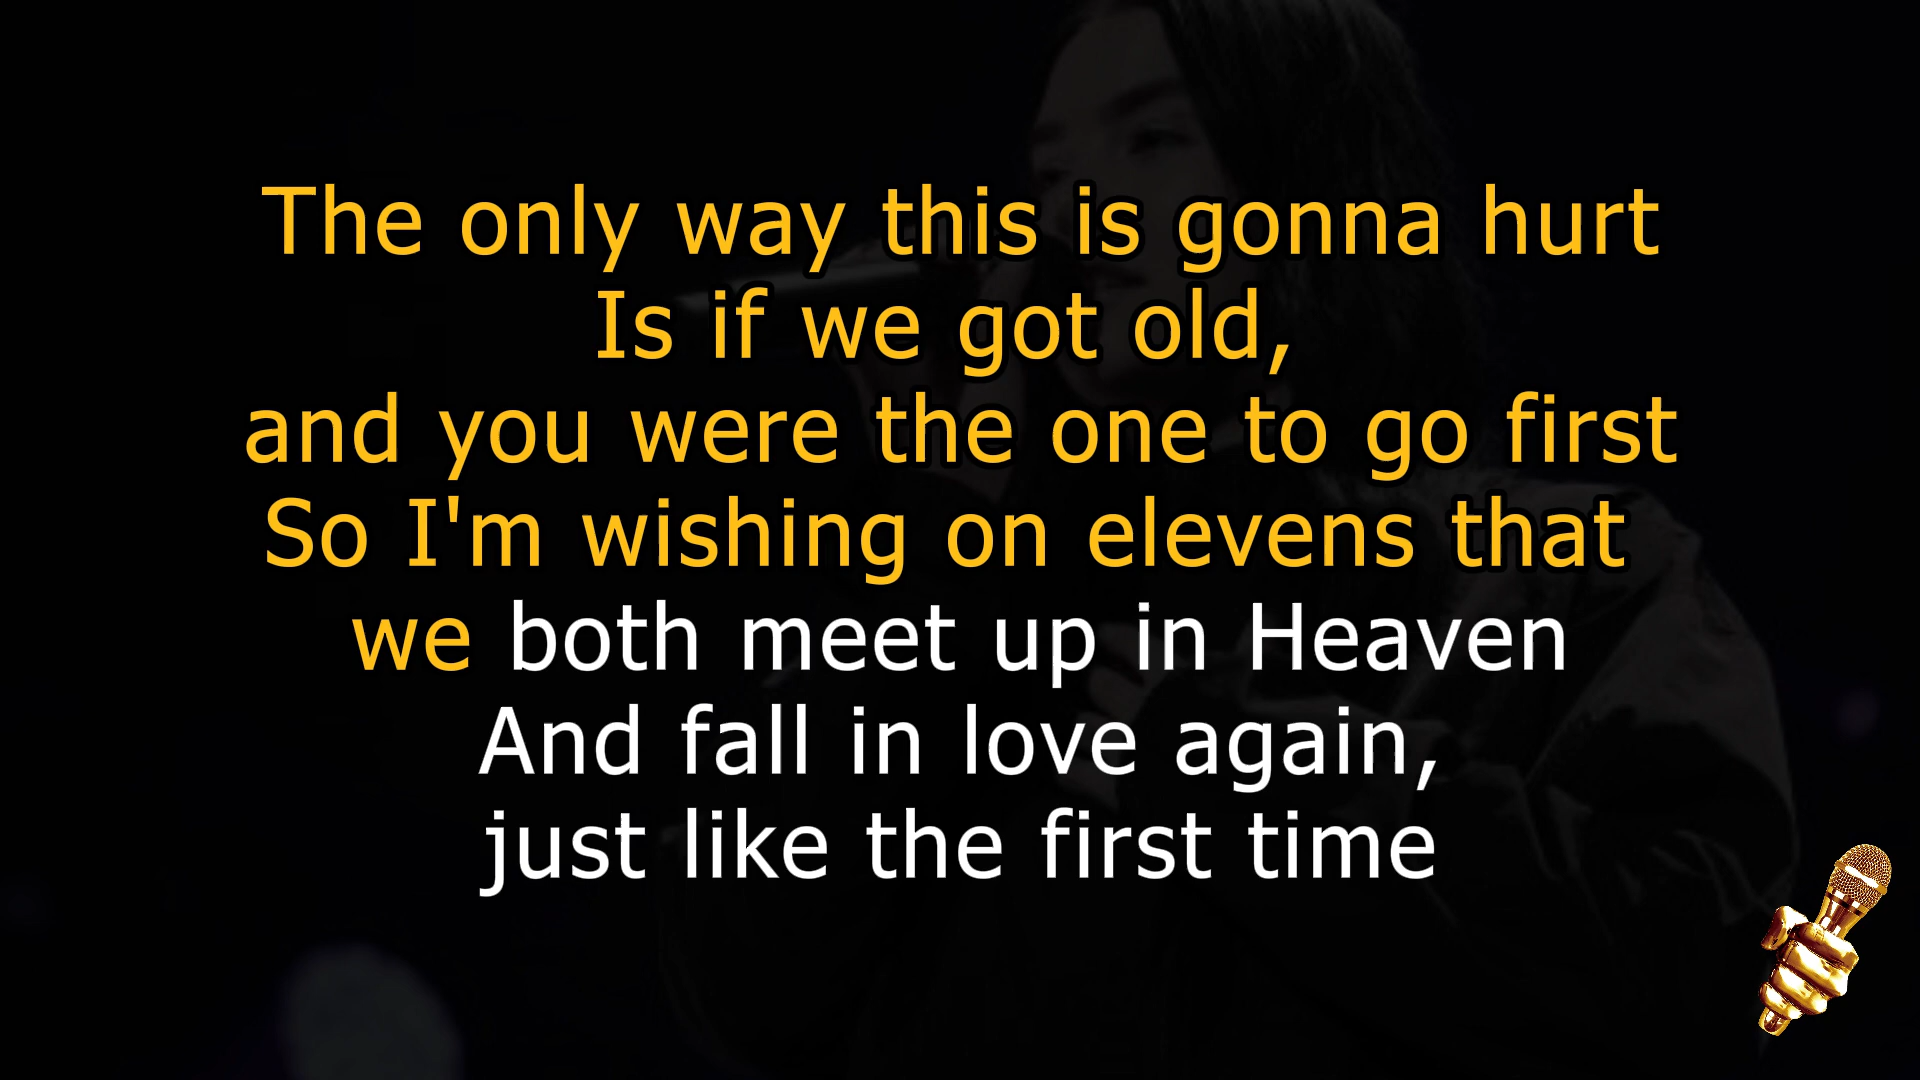 The only way this is gonna hurt
Is if we got old,
and you were the one to go first
So I'm wishing on elevens that
we both meet up in Heaven
And fall in love again,
just like the first time